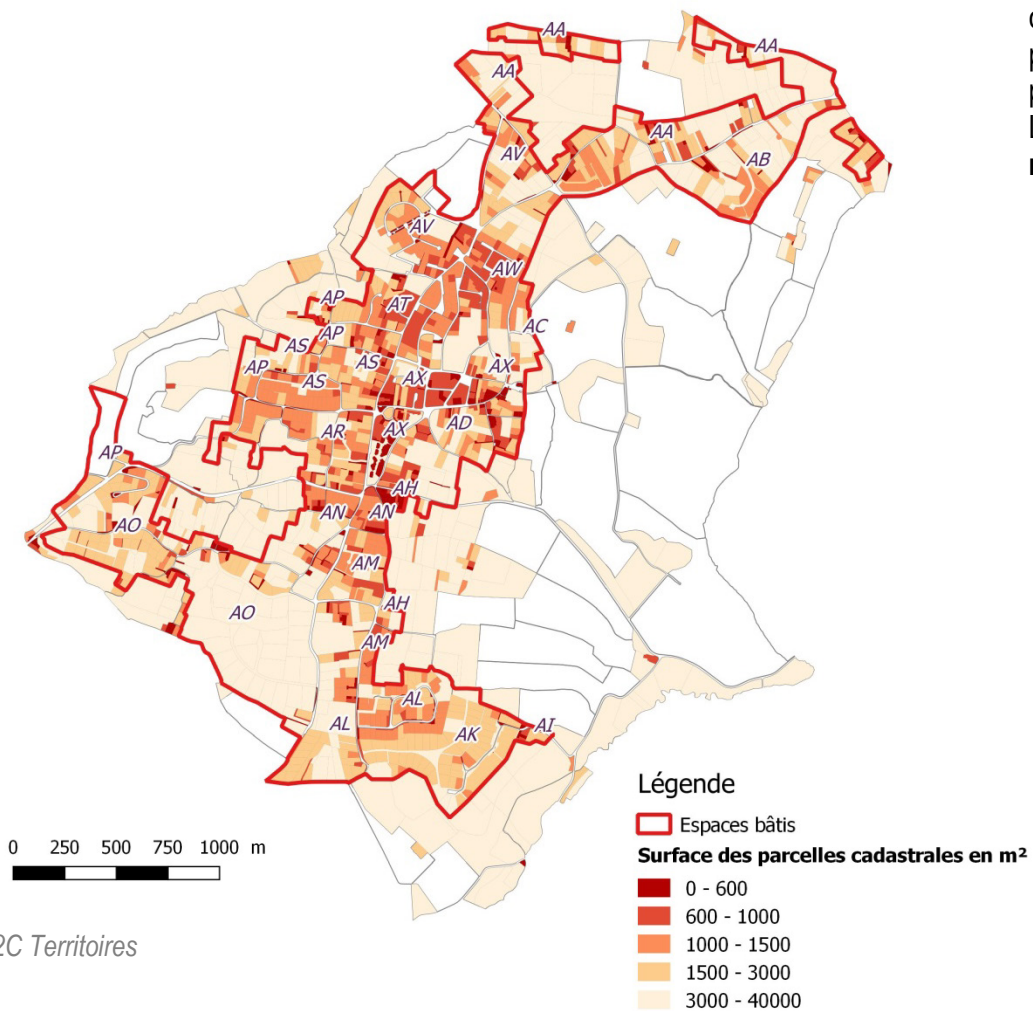 AA
AA
AA
AA
AV
AB
AV
AW
AP
AT
AP
AC
AS
AP
AS
AS
AX
AX
AR
AX
AD
AP
AH
AO
AN
AN
AM
AO
AH
AM
AL
AL
AK
AI
Légende
Espaces bâtis
Surface des parcelles cadastrales en m²
0 - 600
600 - 1000
1000 - 1500
1500 - 3000
3000 - 40000
0 250 500 750 1000 m
2C Territoires